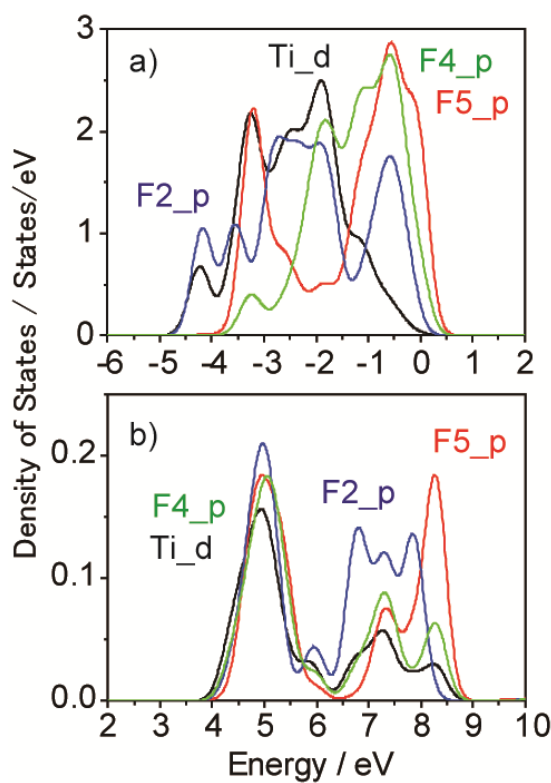 3
a)
Ti_d
F4_p
F5_p
2
F2_p
1
0
-6 -5 -4 -3 -2 -1 0 1 2
Density of States / States/eV
b)
F5_p
0.2
F4_p
F2_p
Ti_d
0.1
0.0
2 3 4 5 6 7 8 9 10
Energy / eV